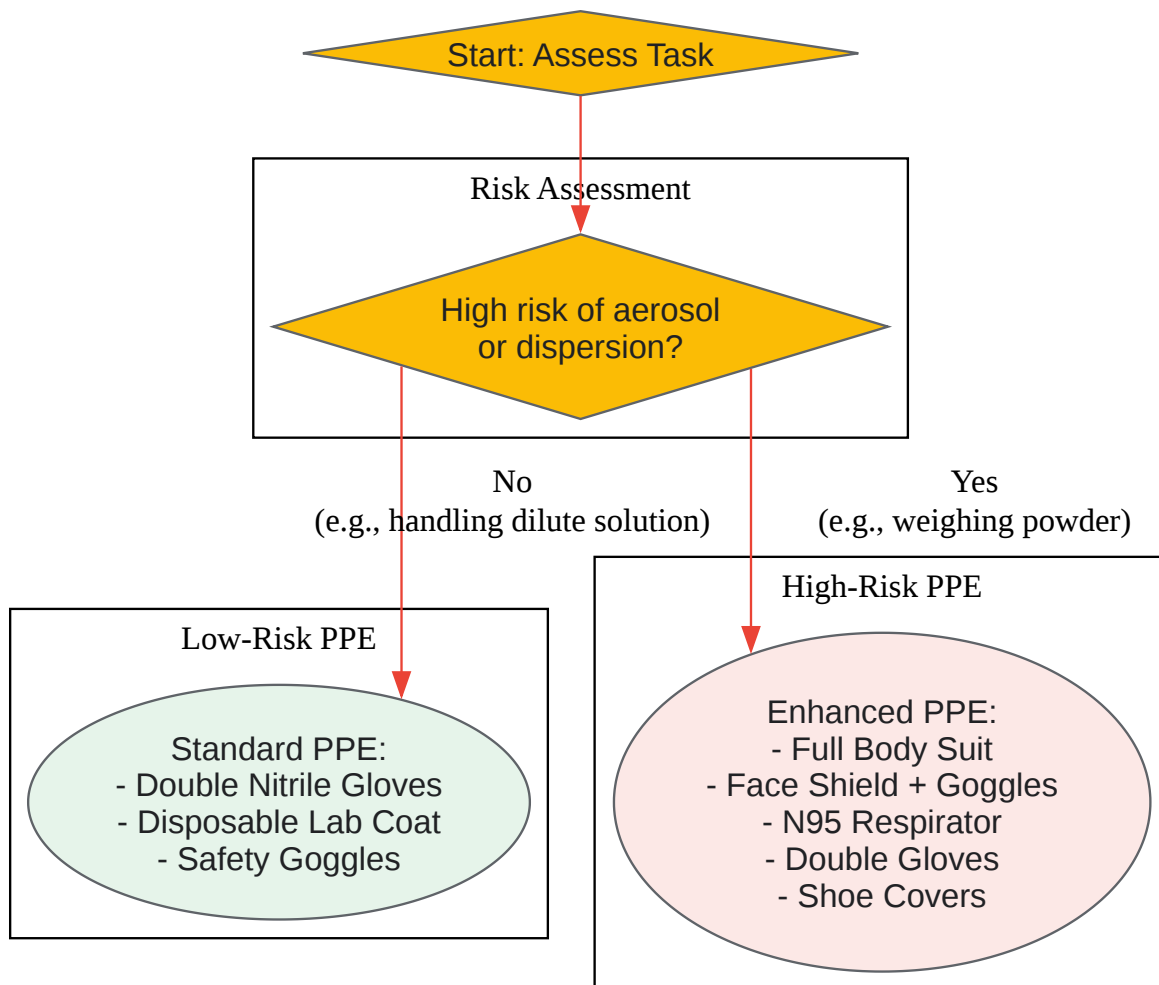 Start: Assess Task
Risk Assessment
High risk of aerosol
or dispersion?
No
(e.g., handling dilute solution)
Yes
(e.g., weighing powder)
Low-Risk PPE
Standard PPE:
- Double Nitrile Gloves
- Disposable Lab Coat
- Safety Goggles
High-Risk PPE
Enhanced PPE:
- Full Body Suit
- Face Shield + Goggles
- N95 Respirator
- Double Gloves
- Shoe Covers